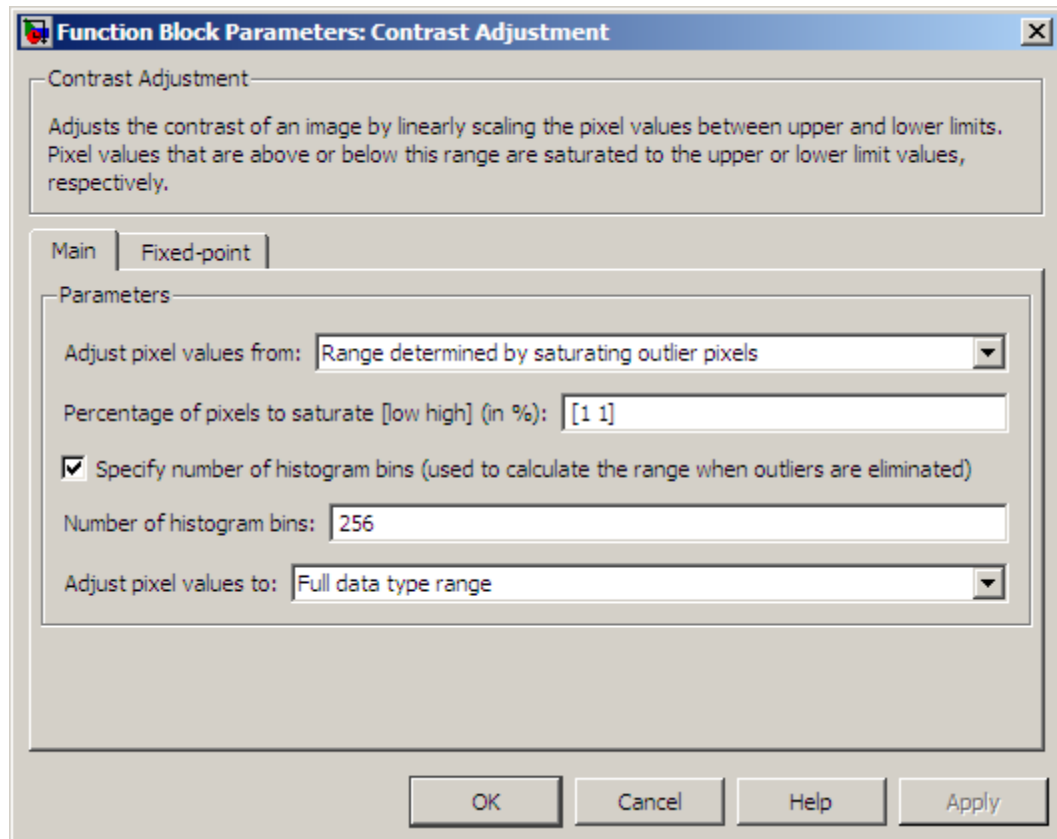 Function Block Parameters: Contrast Adjustment
Contrast Adjustment
Adjusts the contrast of an image by linearly scaling the pixel values between upper and lower limits.
Pixel values that are above or below this range are saturated to the upper or lower limit values,
respectively.
Main Fixed-point
Parameters
Adjust pixel values from: Range determined by saturating outlier pixels
Percentage of pixels to saturate [low high] (in %): [1 1]
Specify number of histogram bins (used to calculate the range when outliers are eliminated)
Number of histogram bins: 256
Adjust pixel values to: Full data type range
OK Cancel Help Apply